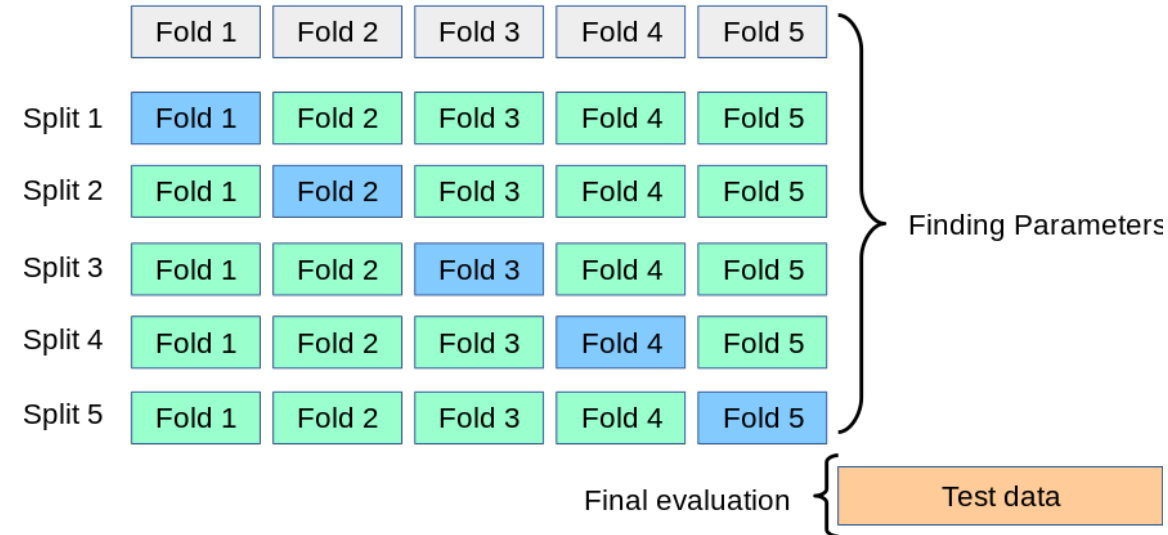 Fold 1 Fold 2 Fold 3 Fold 4 Fold 5
Split 1 Fold 1 Fold 2 Fold 3 Fold 4 Fold 5
Split 2 Fold 1 Fold 2 Fold 3 Fold 4 Fold 5
Finding Parameters
Split 3 Fold 1 Fold 2 Fold 3 Fold 4 Fold 5
Split 4 Fold 1 Fold 2 Fold 3 Fold 4 Fold 5
Split 5 Fold 1 Fold 2 Fold 3 Fold 4 Fold 5
Final evaluation Test data